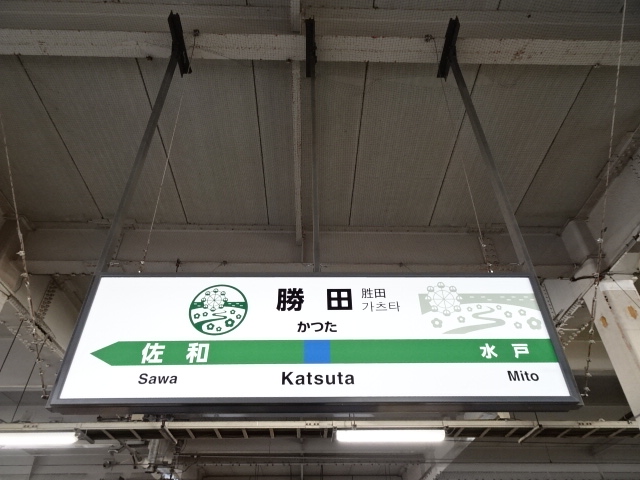 勝田
胜田
가츠타
かつた
佐和
水戸
Sawa
Katsuta
Mito